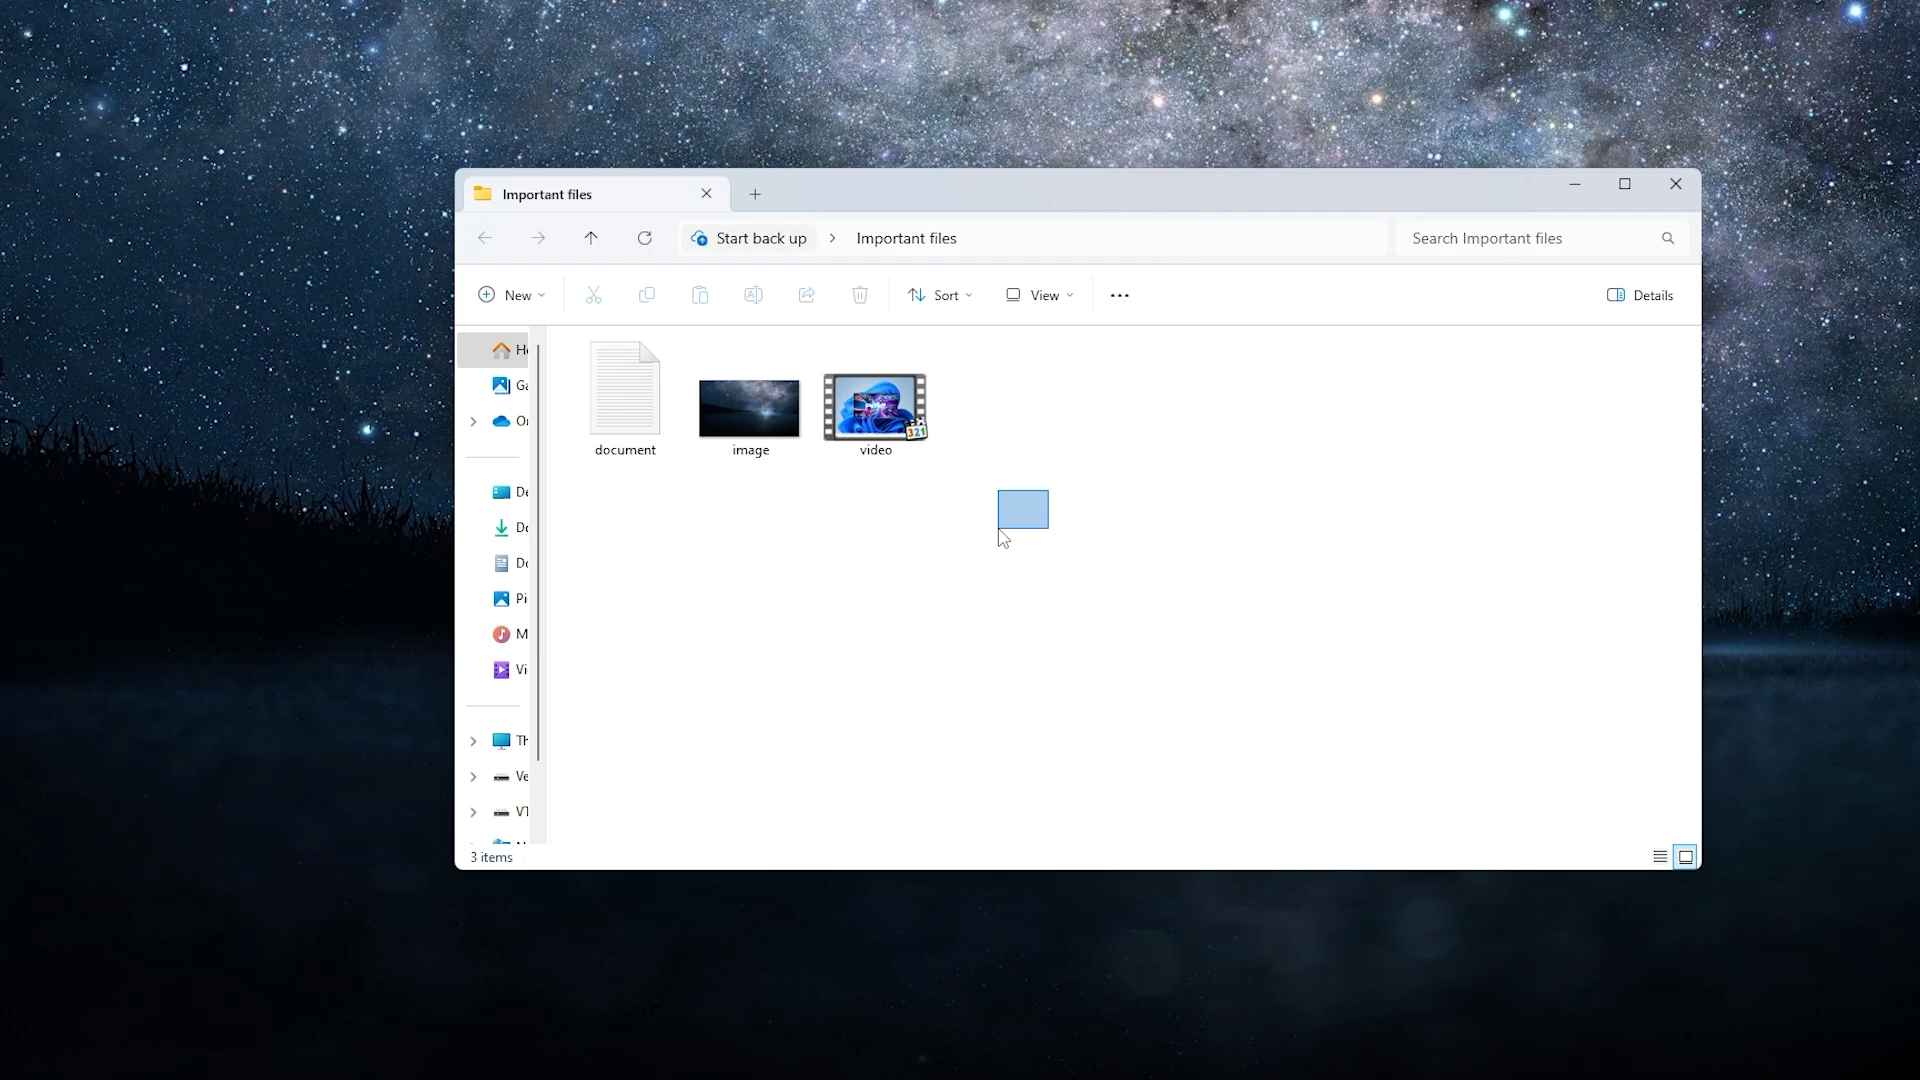 Important files
Start back up > Important files
Search Important files
New
Sort
View
Details
document
image
video
321
3 items